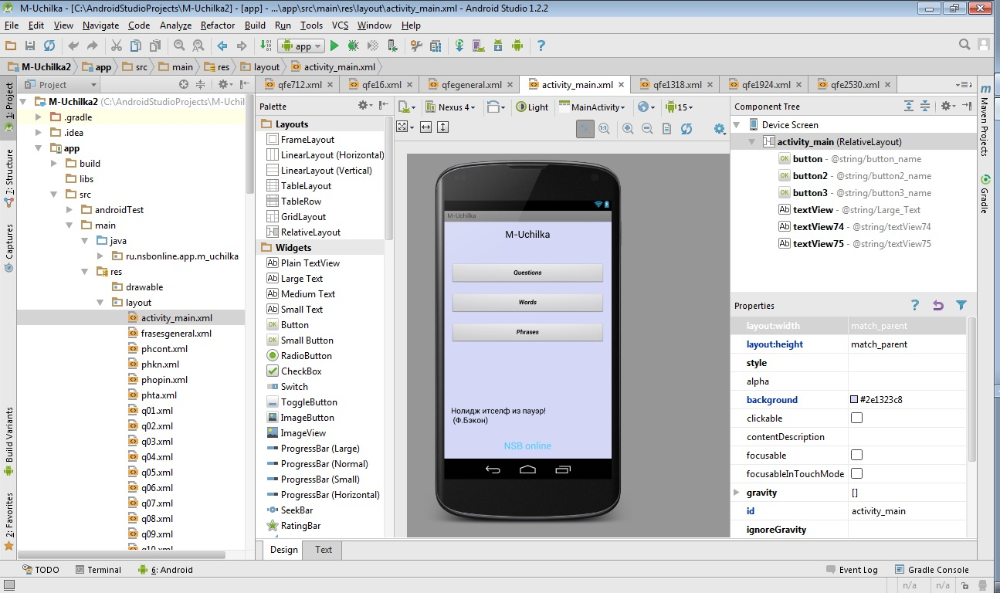 M-Uchilka - [C:\AndroidStudioProjects\M-Uchilka2] - [app] - ...\app\src\main\res\layout\activity_main.xml - Android Studio 1.2.2
File Edit View Navigate Code Analyze Refactor Build Run Tools VCS Window Help
app
M-Uchilka2 app src main res layout activity_main.xml
Project
qfe712.xml qfe16.xml qfegeneral.xml activity_main.xml qfe1318.xml qfe1924.xml qfe2530.xml
1: Project
7: Structure
Captures
Build Variants
2: Favorites
M-Uchilka2 (C:\AndroidStudioProjects\M-Uchil
.gradle
.idea
app
build
libs
src
androidTest
main
java
ru.nsbonline.app.m_uchilka
res
drawable
layout
activity_main.xml
frasesgeneral.xml
phcont.xml
phkn.xml
phopin.xml
phta.xml
q01.xml
q02.xml
q03.xml
q04.xml
q05.xml
q06.xml
q07.xml
q08.xml
q09.xml
q10.xml
Palette
Layouts
FrameLayout
LinearLayout (Horizontal)
LinearLayout (Vertical)
TableLayout
TableRow
GridLayout
RelativeLayout
Widgets
Plain TextView
Large Text
Medium Text
Small Text
Button
Small Button
RadioButton
CheckBox
Switch
ToggleButton
ImageButton
ImageView
ProgressBar (Large)
ProgressBar (Normal)
ProgressBar (Small)
ProgressBar (Horizontal)
SeekBar
RatingBar
Nexus 4 Light MainActivity 15
M-Uchilka
M-Uchilka
Questions
Words
Phrases
Нолидж итселф из пауэр!
(Ф.Бэкон)
NSB online
Design Text
Component Tree
Device Screen
activity_main (RelativeLayout)
OK button - @string/button_name
OK button2 - @string/button2_name
OK button3 - @string/button3_name
Ab textView - @string/Large_Text
Ab textView74 - @string/textView74
Ab textView75 - @string/textView75
Properties
layout:width match_parent
layout:height match_parent
style
alpha
background #2e1323c8
clickable
contentDescription
focusable
focusableInTouchMode
gravity []
id activity_main
ignoreGravity
Maven Projects
Gradle
TODO Terminal 6: Android Event Log Gradle Console
n/a n/a